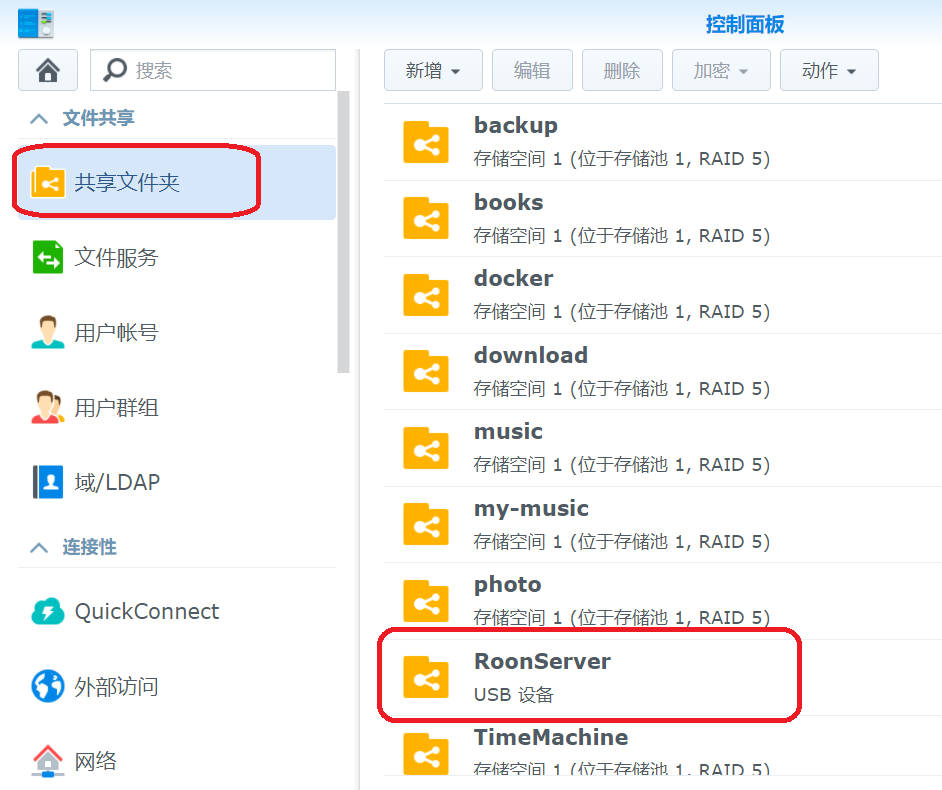 控制面板
搜索
文件共享
共享文件夹
文件服务
用户帐号
用户群组
域/LDAP
连接性
QuickConnect
外部访问
网络
新增 编辑 删除 加密 动作
backup
存储空间 1 (位于存储池 1, RAID 5)
books
存储空间 1 (位于存储池 1, RAID 5)
docker
存储空间 1 (位于存储池 1, RAID 5)
download
存储空间 1 (位于存储池 1, RAID 5)
music
存储空间 1 (位于存储池 1, RAID 5)
my-music
存储空间 1 (位于存储池 1, RAID 5)
photo
存储空间 1 (位于存储池 1, RAID 5)
RoonServer
USB 设备
TimeMachine
存储空间 1 (位于存储池 1, RAID 5)